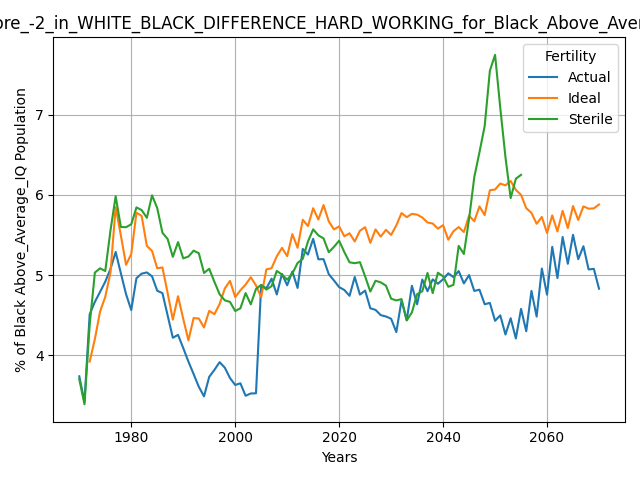 ore_-2_in_WHITE_BLACK_DIFFERENCE_HARD_WORKING_for_Black_Above_Aver
Fertility
Actual
Ideal
Sterile
% of Black Above_Average_IQ Population
7
6
5
4
1980
2000
2020
2040
2060
Years